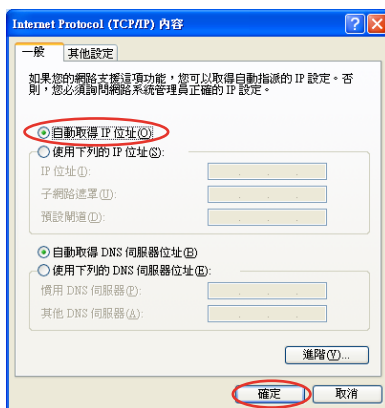 Internet Protocol (TCP/IP) 內容
一般
其他設定
如果您的網路支援這項功能，您可以取得自動指派的 IP 設定。否
則，您必須詢問網路系統管理員正確的 IP 設定。
自動取得 IP 位址(O)
使用下列的 IP 位址(S):
IP 位址(I):
子網路遮罩(U):
預設閘道(D):
自動取得 DNS 伺服器位址(B)
使用下列的 DNS 伺服器位址(E):
慣用 DNS 伺服器(P):
其他 DNS 伺服器(A):
進階(V)...
確定
取消